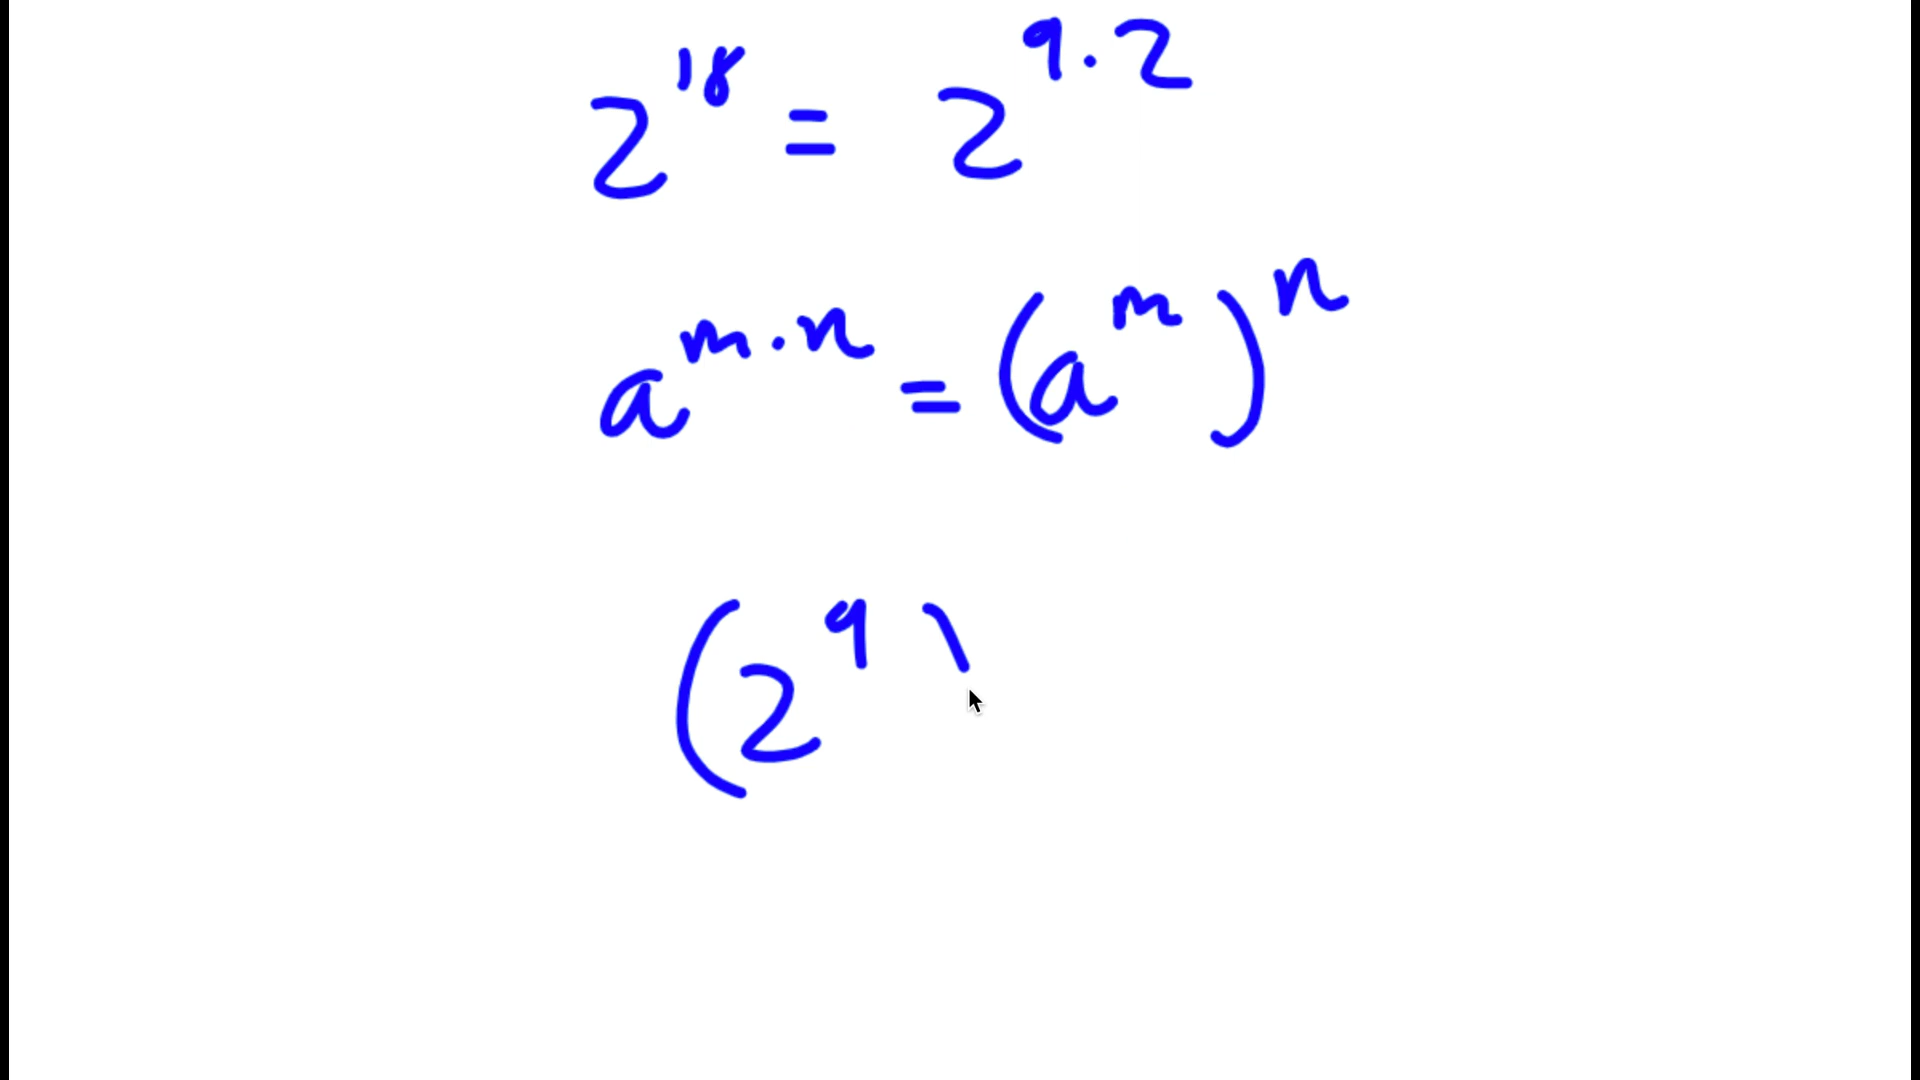 2^18 = 2^9·2
a^m·n = (a^m)^n
(2^9)